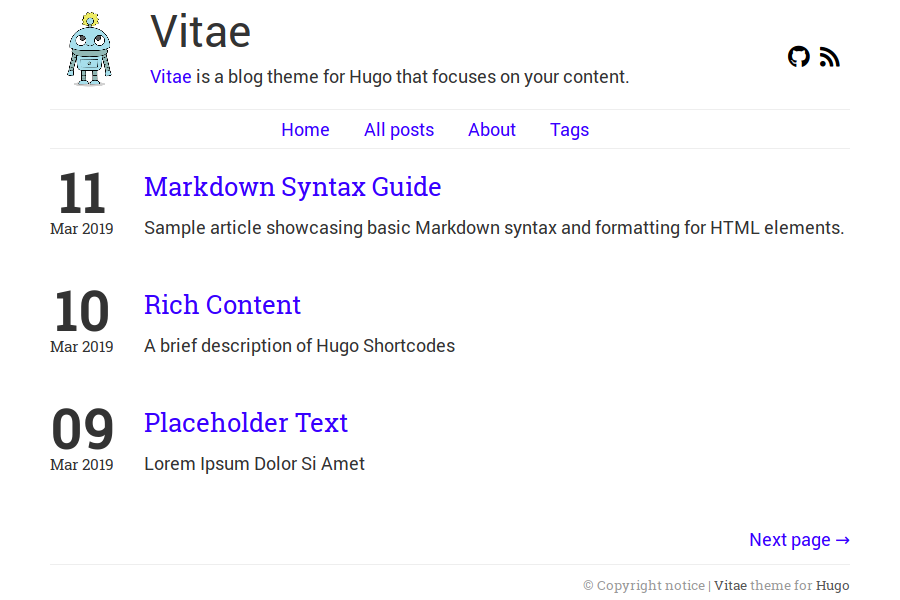 Vitae
Vitae is a blog theme for Hugo that focuses on your content.
Home All posts About Tags
11
Mar 2019
Markdown Syntax Guide
Sample article showcasing basic Markdown syntax and formatting for HTML elements.
10
Mar 2019
Rich Content
A brief description of Hugo Shortcodes
09
Mar 2019
Placeholder Text
Lorem Ipsum Dolor Si Amet
Next page →
© Copyright notice | Vitae theme for Hugo